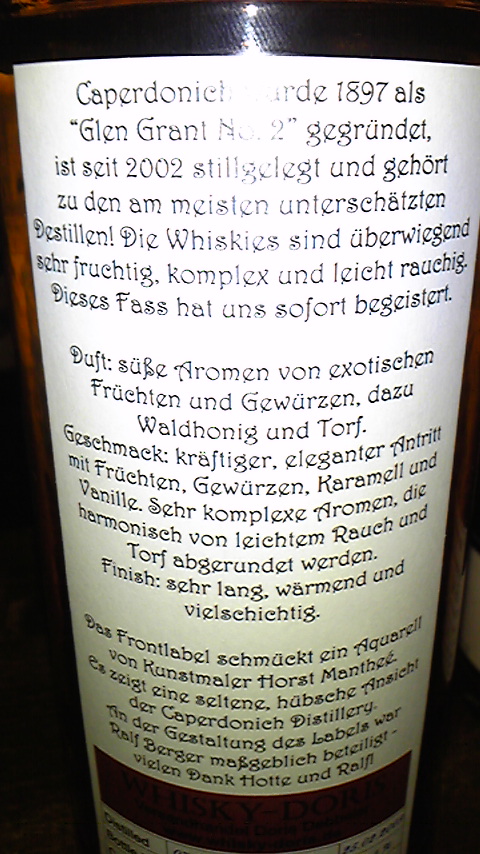 Caperdonich wurde 1897 als
"Glen Grant No. 2" gegründet,
ist seit 2002 stillgelegt und gehört
zu den am meisten unterschätzten
Destillen! Die Whiskies sind überwiegend
sehr fruchtig, komplex und leicht rauchig.
Dieses Fass hat uns sofort begeistert.
Duft: süße Aromen von exotischen
Früchten und Gewürzen, dazu
Waldhonig und Torf.
Geschmack: kräftiger, eleganter Antritt
mit Früchten, Gewürzen, Karamell und
Vanille. Sehr komplexe Aromen, die
harmonisch von leichtem Rauch und
Torf abgerundet werden.
Finish: sehr lang, wärmend und
vielschichtig.
Das Frontlabel schmückt ein Aquarell
von Kunstmaler Horst Mantheé.
Es zeigt eine seltene, hübsche Ansicht
der Caperdonich Distillery.
An der Gestaltung des Labels war
Ralf Berger maßgeblich beteiligt -
vielen Dank Hotte und Ralf!
WHISKY-DORIS
Distilled